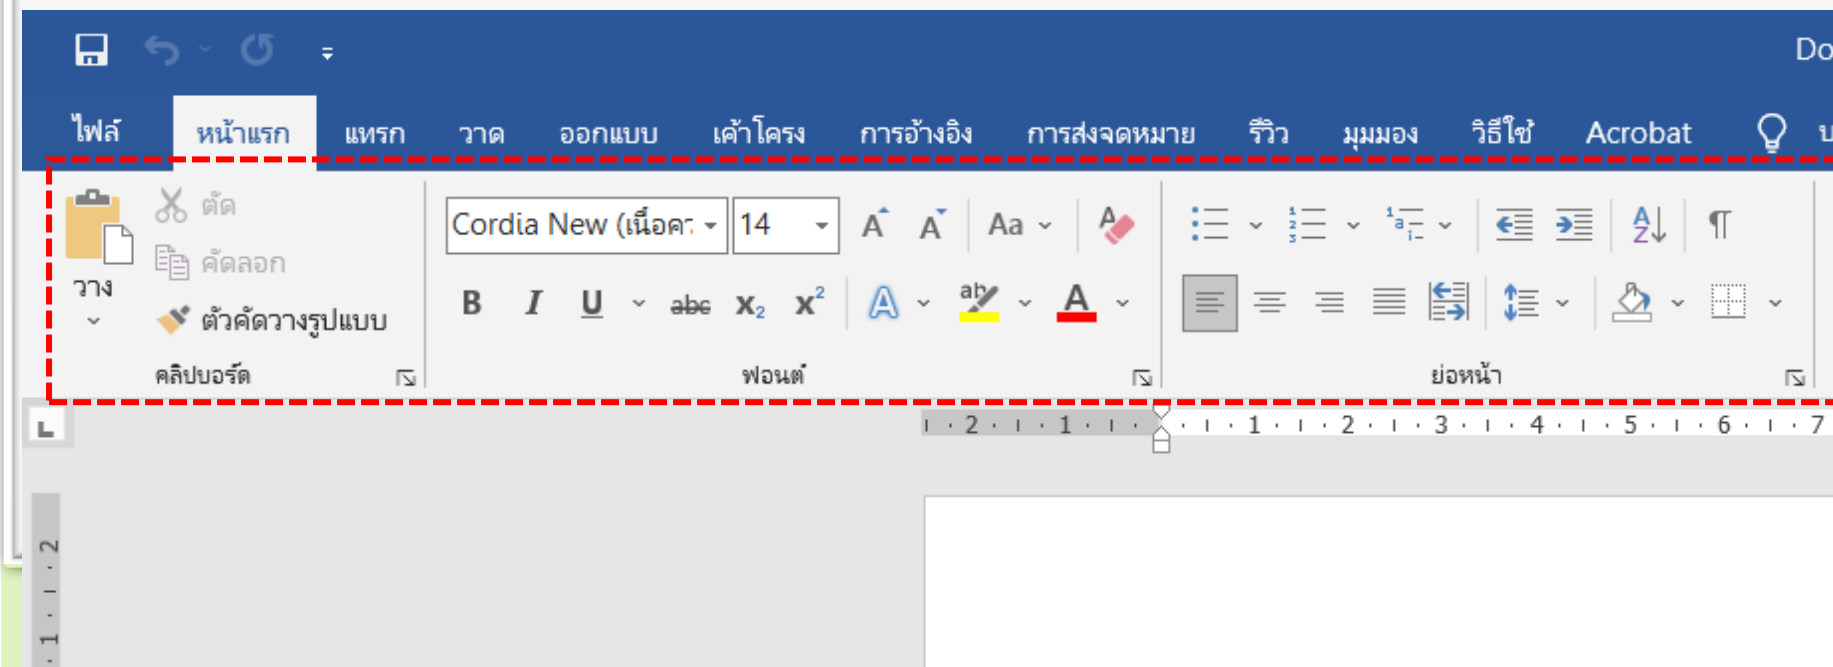 Do
ไฟล์ หน้าแรก แทรก วาด ออกแบบ เค้าโครง การอ้างอิง การส่งจดหมาย รีวิว มุมมอง วิธีใช้ Acrobat
ตัด
คัดลอก
วาง
ตัวคัดวางรูปแบบ
คลิปบอร์ด
Cordia New (เนื้อคว 14 A A Aa A
B I U abc X₂ X² A ab A
ฟอนต์
A Z ¶
ย่อหน้า
L
2 1 1 2 3 4 5 6 7
2
1